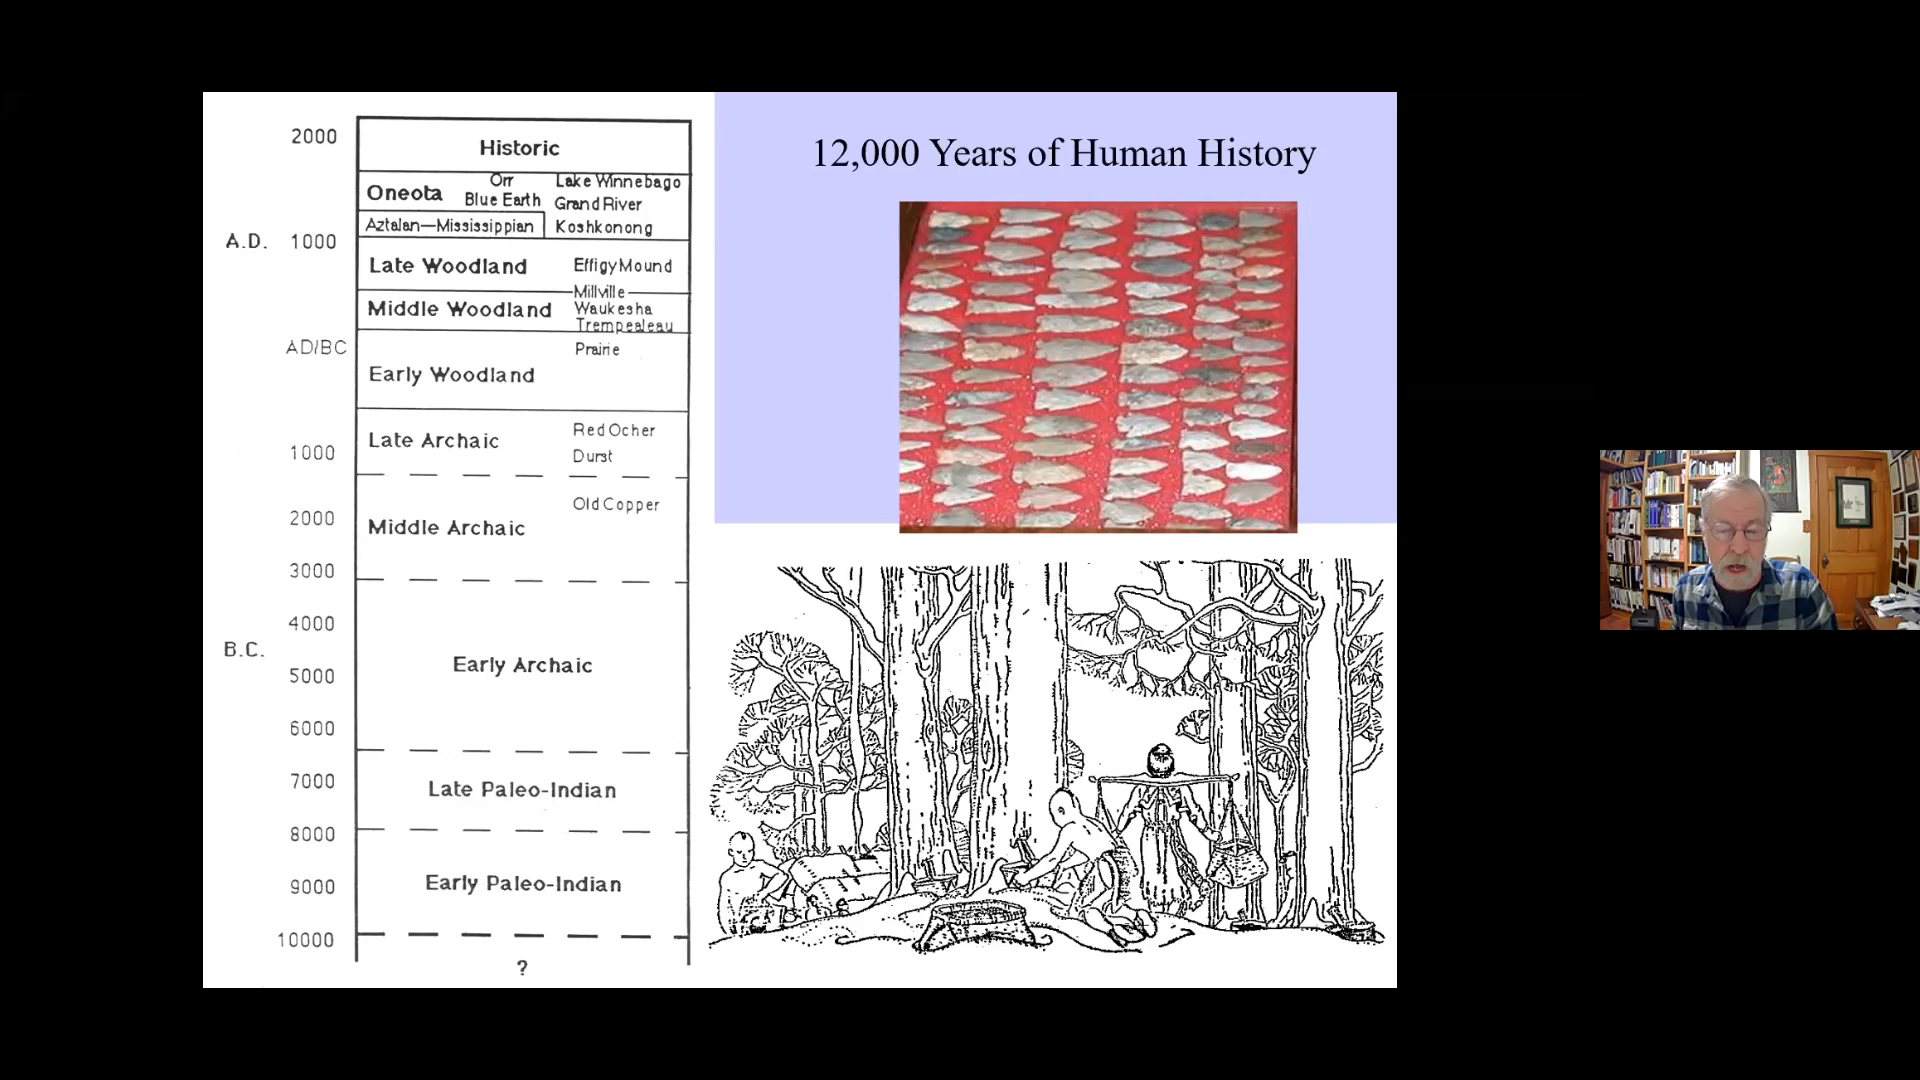 12,000 Years of Human History
2000
Historic
Oneota
Orr
Blue Earth
Lake Winnebago
Grand River
Aztalan—Mississippian
Koshkonong
A.D. 1000
Late Woodland
Effigy Mound
Millville
Middle Woodland
Waukesha
Trempealeau
AD/BC
Prairie
Early Woodland
Late Archaic
Red Ocher
Durst
1000
Old Copper
2000
Middle Archaic
3000
4000
B.C.
Early Archaic
5000
6000
7000
Late Paleo-Indian
8000
9000
Early Paleo-Indian
10000
?